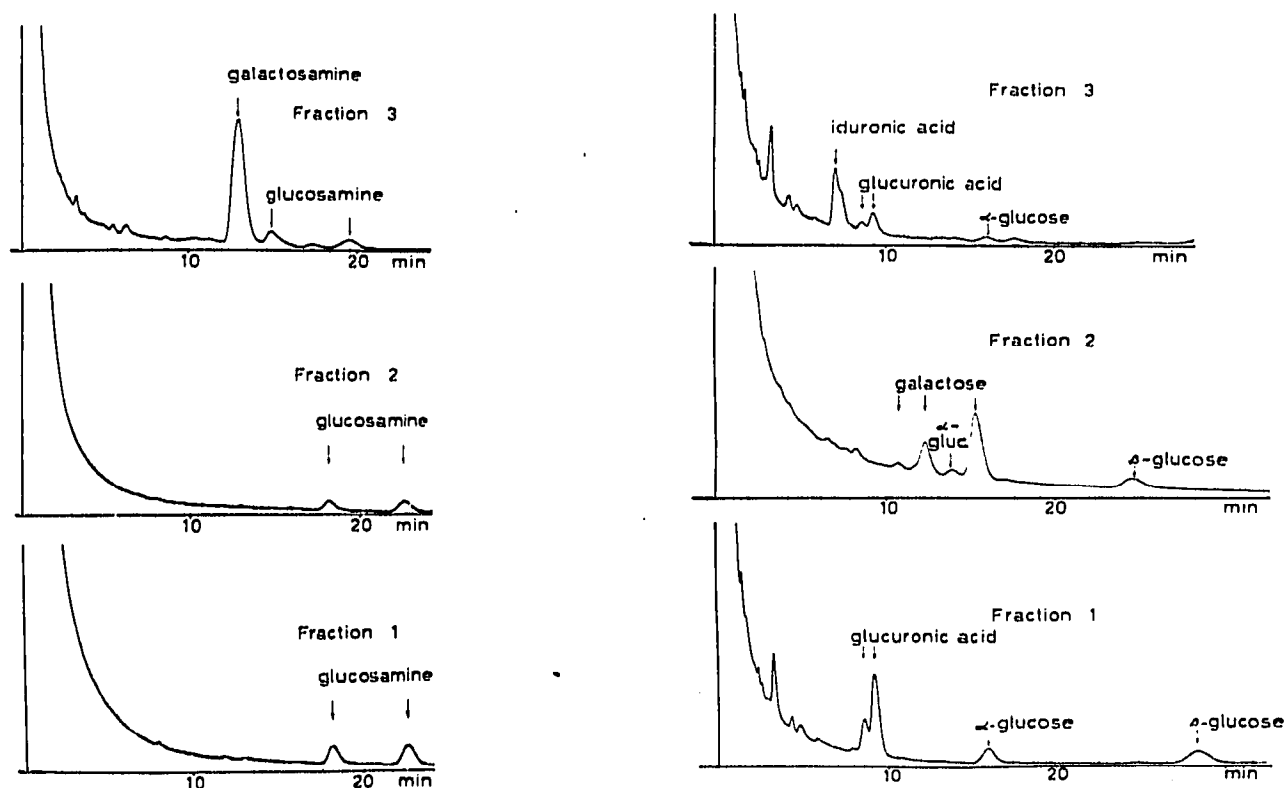 galactosamine
Fraction 3
glucosamine
10 20 min
Fraction 2
glucosamine
10 20 min
Fraction 1
glucosamine
10 20 min
Fraction 3
iduronic acid
glucuronic acid
α-glucose
10 20 min
Fraction 2
galactose
α-
gluc
β-glucose
10 20 min
Fraction 1
glucuronic acid
α-glucose
β-glucose
10 20 min